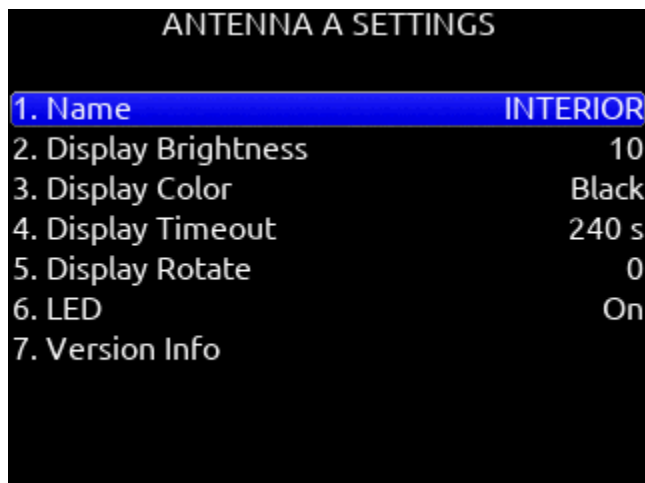 ANTENNA A SETTINGS
1. Name INTERIOR
2. Display Brightness 10
3. Display Color Black
4. Display Timeout 240 s
5. Display Rotate 0
6. LED On
7. Version Info